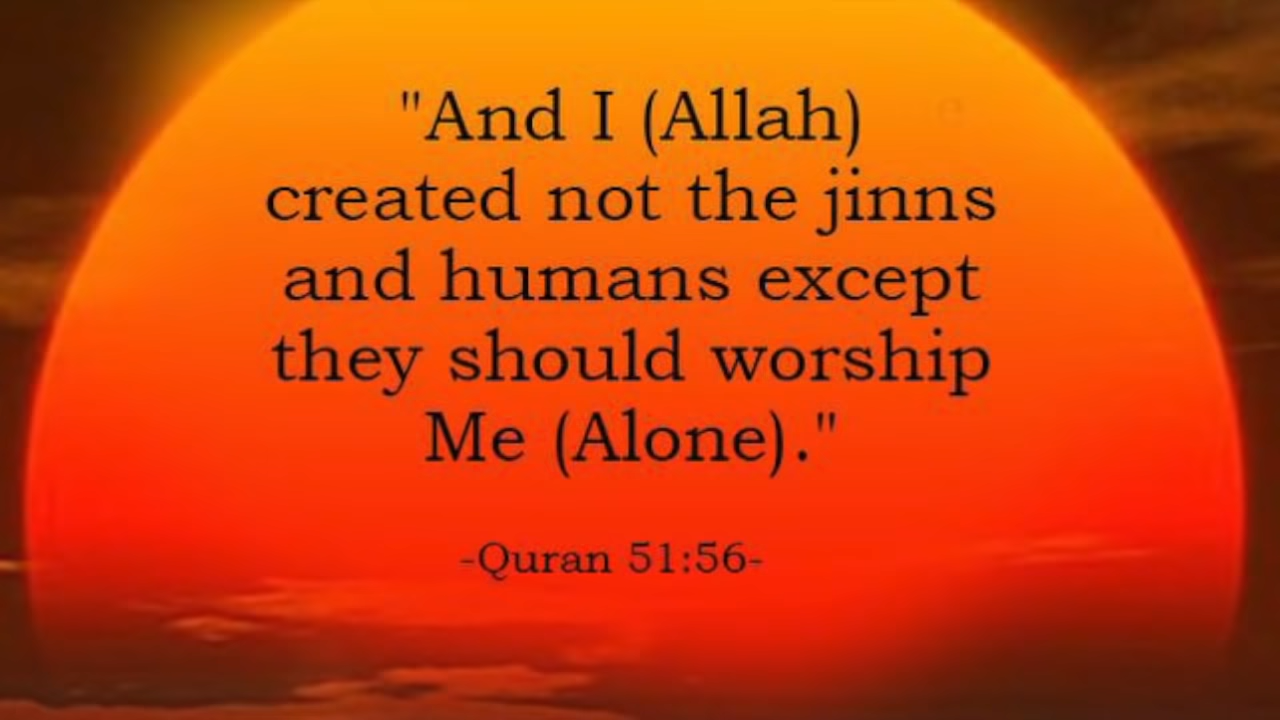 "And I (Allah)
created not the jinns
and humans except
they should worship
Me (Alone)."
-Quran 51:56-